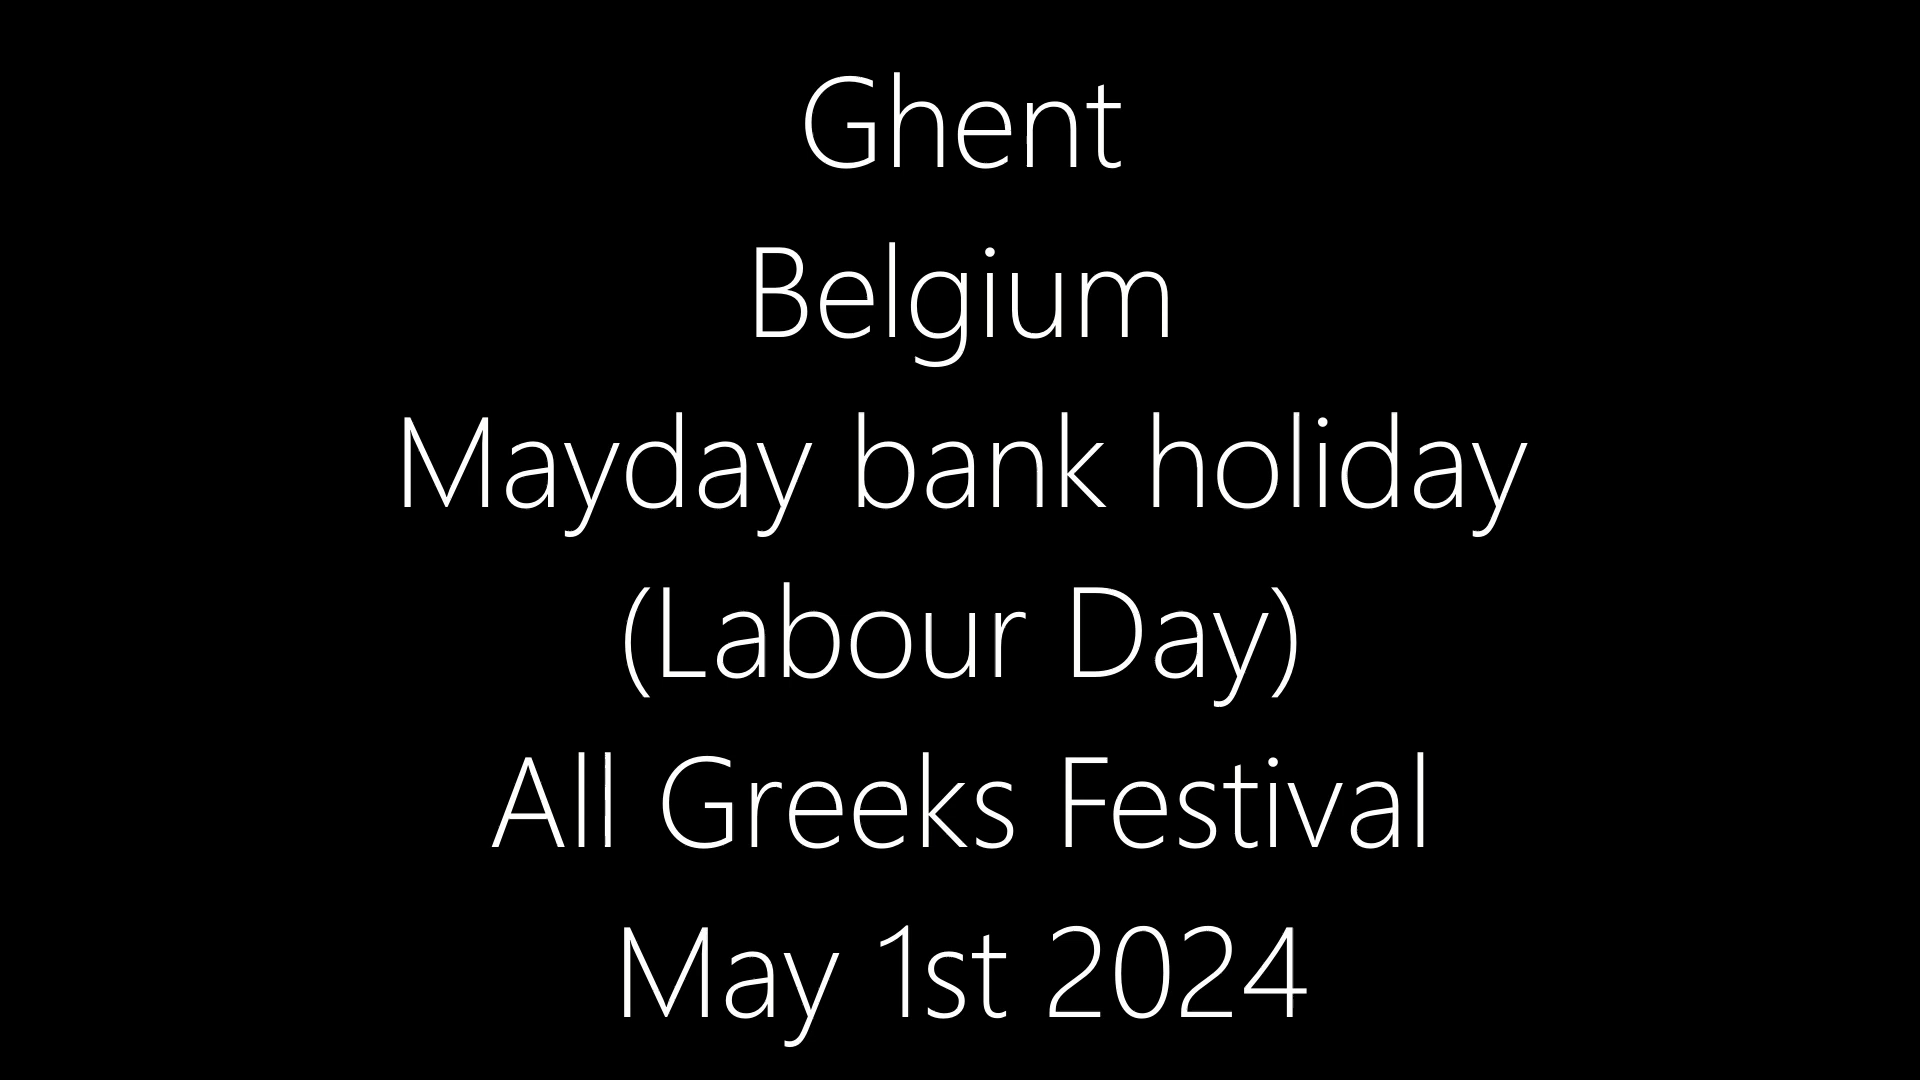 Ghent
Belgium
Mayday bank holiday
(Labour Day)
All Greeks Festival
May 1st 2024